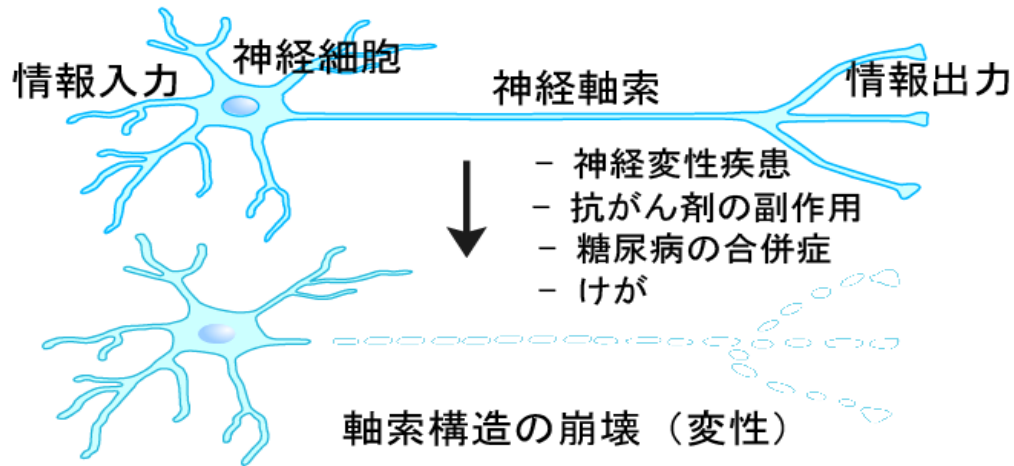 神経細胞
情報入力
神経軸索
情報出力
- 神経変性疾患
- 抗がん剤の副作用
- 糖尿病の合併症
- けが
軸索構造の崩壊（変性）